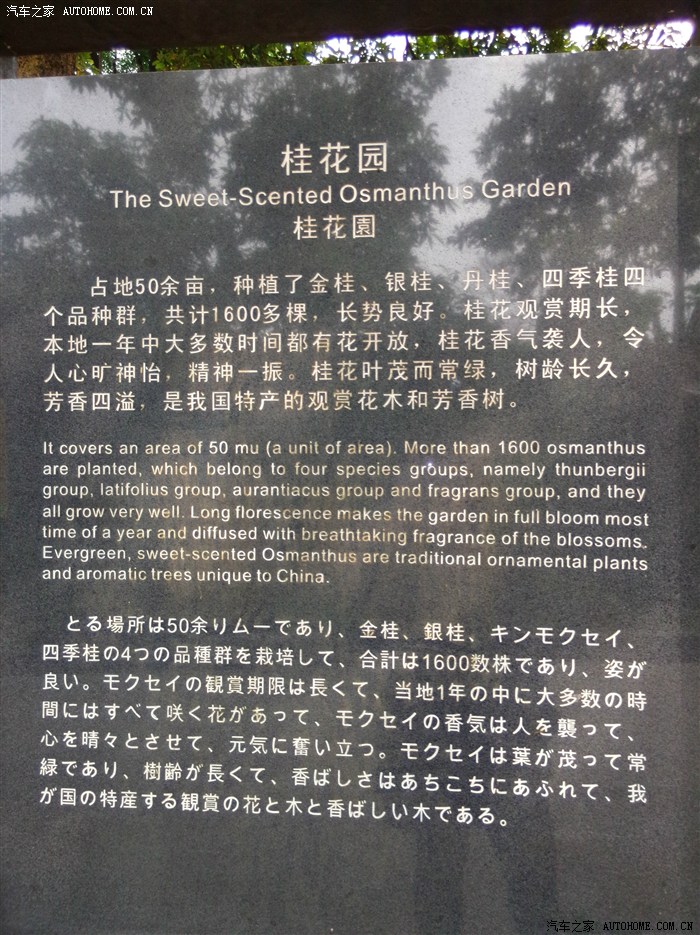 汽车之家 AUTOHOME.COM.CN
桂花园
The Sweet-Scented Osmanthus Garden
桂花園
占地50余亩，种植了金桂、银桂、丹桂、四季桂四
个品种群，共计1600多棵，长势良好。桂花观赏期长，
本地一年中大多数时间都有花开放，桂花香气袭人，令
人心旷神怡，精神一振。桂花叶茂而常绿，树龄长久，
芳香四溢，是我国特产的观赏花木和芳香树。
It covers an area of 50 mu (a unit of area). More than 1600 osmanthus
are planted, which belong to four species groups, namely thunbergii
group, latifolius group, aurantiacus group and fragrans group, and they
all grow very well. Long florescence makes the garden in full bloom most
time of a year and diffused with breathtaking fragrance of the blossoms.
Evergreen, sweet-scented Osmanthus are traditional ornamental plants
and aromatic trees unique to China.
とる場所は50余りムーであり、金桂、銀桂、キンモクセイ、
四季桂の4つの品種群を栽培して、合計は1600数株であり、姿が
良い。モクセイの観賞期限は長くて、当地1年の中に大多数の時
間にはすべて咲く花があって、モクセイの香気は人を襲って、
心を晴々とさせて、元気に奮い立つ。モクセイは葉が茂って常
緑であり、樹齢が長くて、香ばしさはあちこちにあふれて、我
が国の特産する観賞の花と木と香ばしい木である。
汽车之家 AUTOHOME.COM.CN